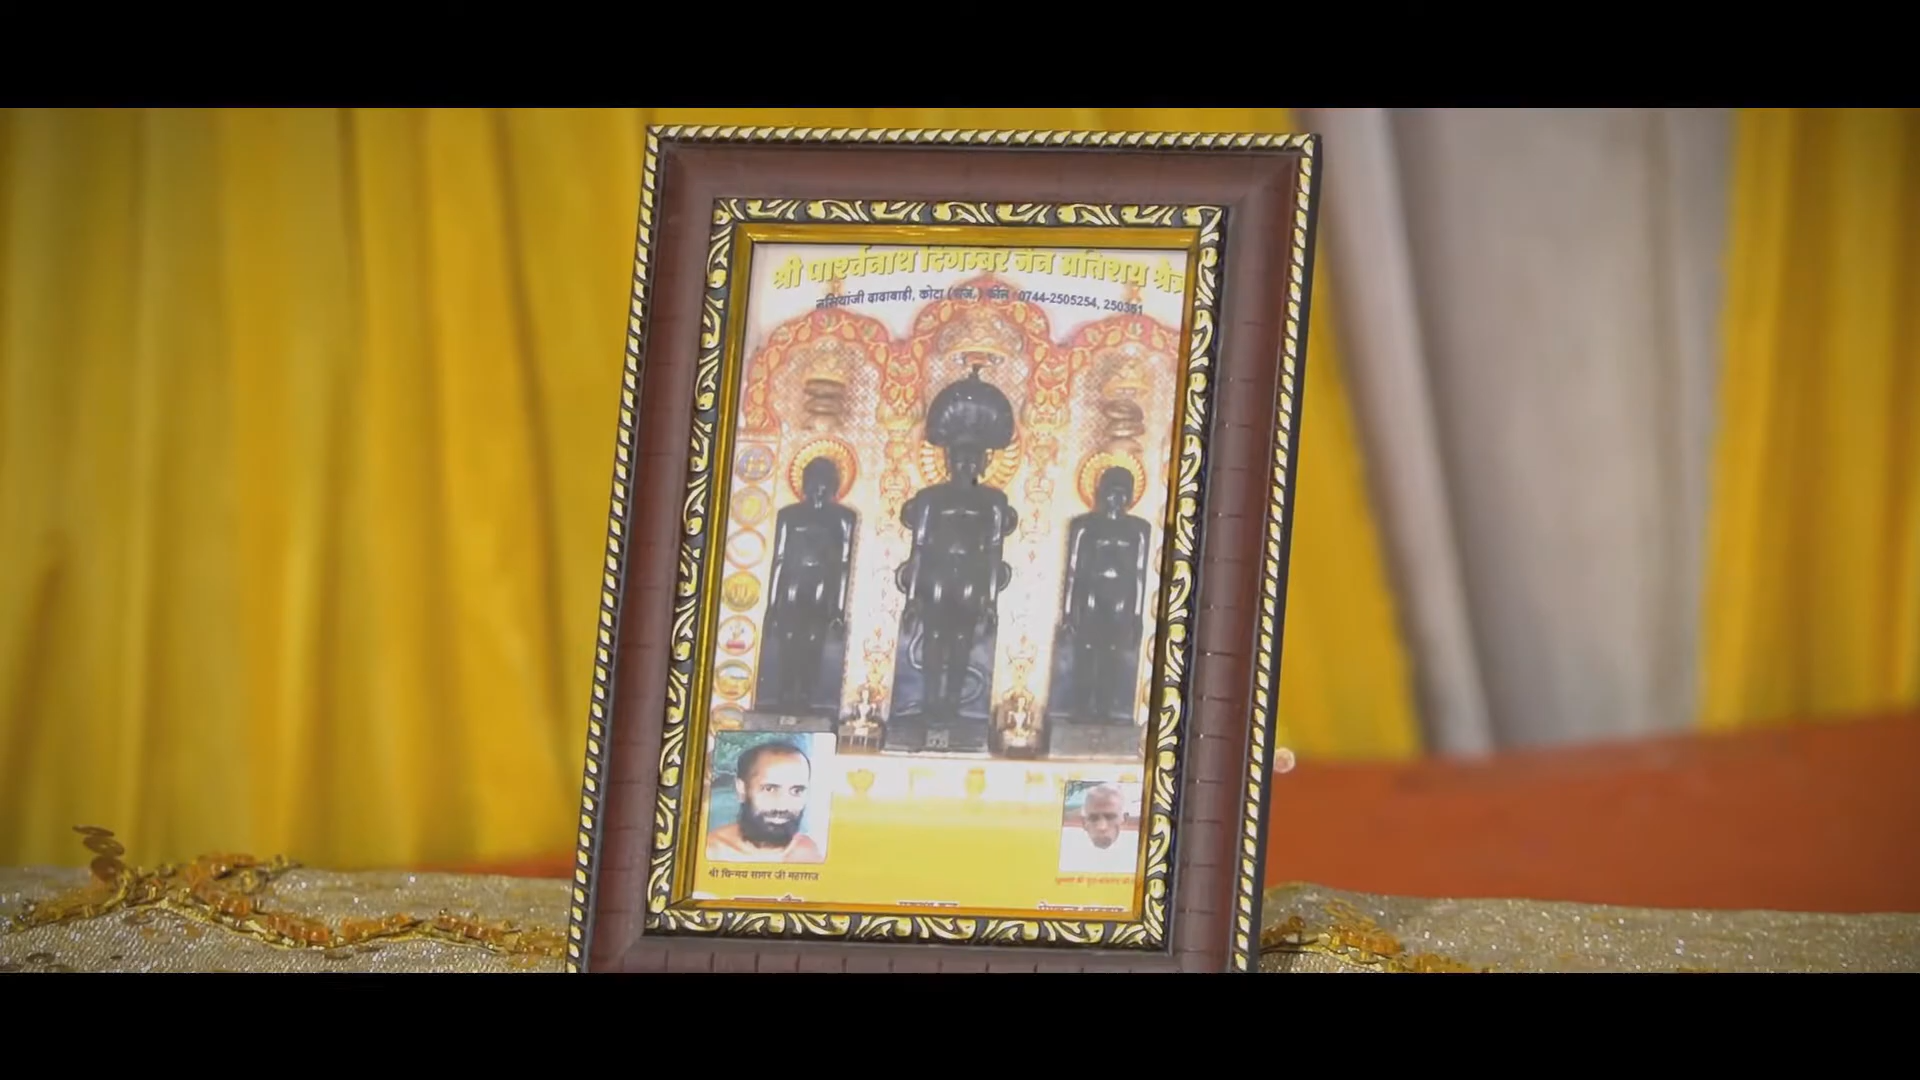 श्री पार्श्वनाथ दिगम्बर जैन अतिशय क्षेत्र
नसियांजी दादाबाड़ी, कोटा (राज.) फोन : 0744-2505254, 250351
श्री चिन्मय सागर जी महाराज